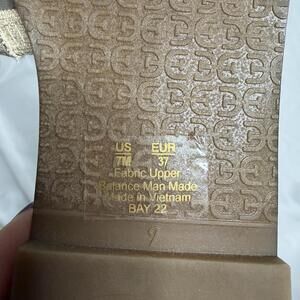 US EUR
7M 37
Fabric Upper
Balance Man Made
Made in Vietnam
BAY 22
9